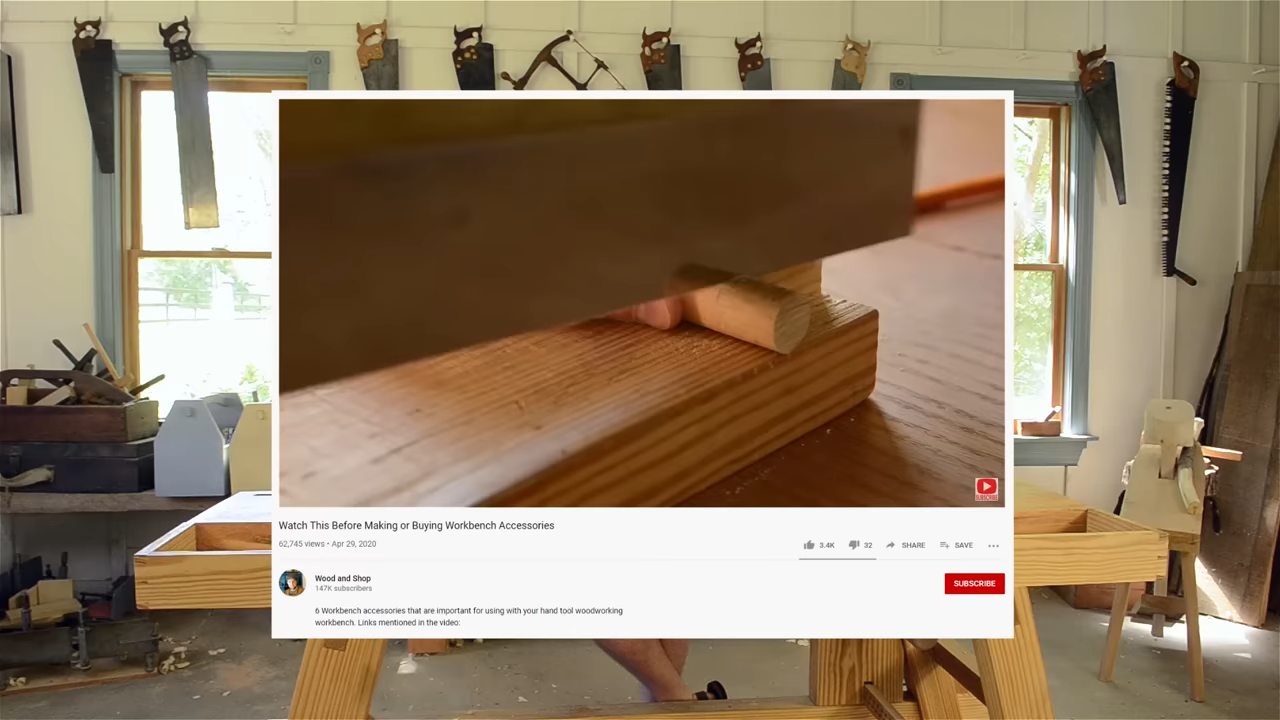 SUBSCRIBE
Watch This Before Making or Buying Workbench Accessories
62,745 views • Apr 29, 2020
3.4K 32 SHARE SAVE
Wood and Shop
147K subscribers
SUBSCRIBE
6 Workbench accessories that are important for using with your hand tool woodworking
workbench. Links mentioned in the video: